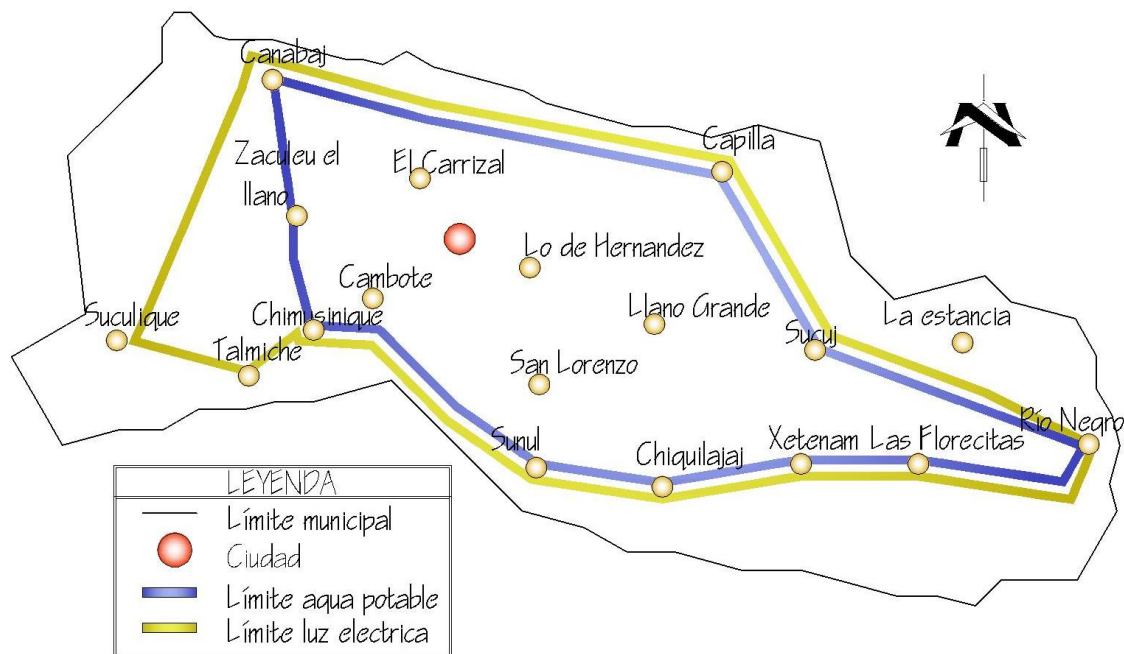 Canabaj
Capilla
Zaculeu el
llano
El Carrizal
Lo de Hernandez
Cambote
Llano Grande
La estancia
Suculique
Chimusinique
Sucuj
Talmiche
San Lorenzo
Río Negro
Sunul
Chiquilajaj
Xetenam
Las Florecitas
LEYENDA
Límite municipal
Ciudad
Límite aqua potable
Límite luz electrica